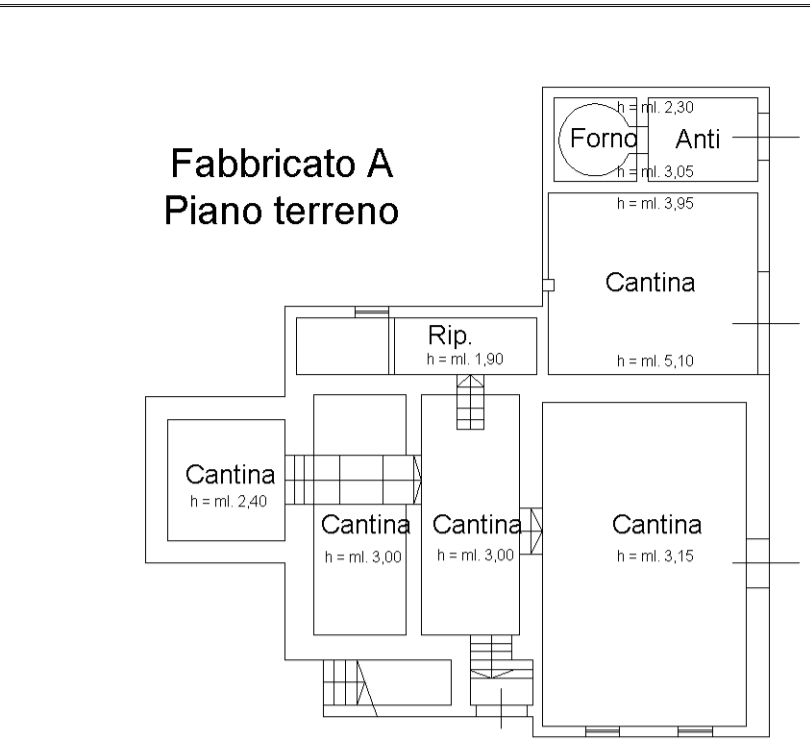 Fabbricato A
Piano terreno
h = ml. 2,30
Forno
Anti
h = ml. 3,05
h = ml. 3,95
Cantina
h = ml. 5,10
Rip.
h = ml. 1,90
Cantina
h = ml. 2,40
Cantina
h = ml. 3,00
Cantina
h = ml. 3,00
Cantina
h = ml. 3,15